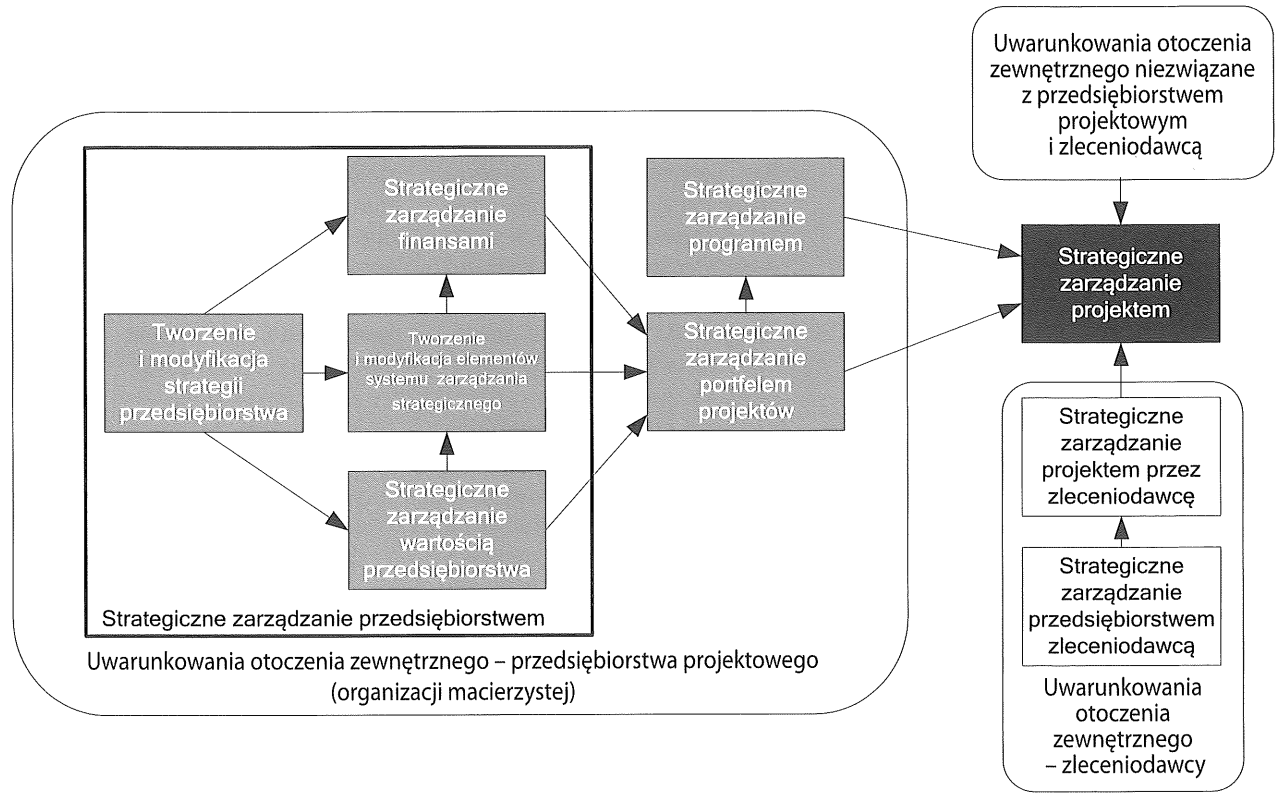 Uwarunkowania otoczenia
zewnętrznego niezwiązane
z przedsiębiorstwem
projektowym
i zleceniodawcą
Strategiczne
zarządzanie
finansami
Strategiczne
zarządzanie
programem
Strategiczne
zarządzanie
projektem
Tworzenie
i modyfikacja
strategii
przedsiębiorstwa
Tworzenie
i modyfikacja elementów
systemu zarządzania
strategicznego
Strategiczne
zarządzanie
portfelem
projektów
Strategiczne
zarządzanie
wartością
przedsiębiorstwa
Strategiczne zarządzanie przedsiębiorstwem
Uwarunkowania otoczenia zewnętrznego – przedsiębiorstwa projektowego
(organizacji macierzystej)
Strategiczne
zarządzanie
projektem przez
zleceniodawcę
Strategiczne
zarządzanie
przedsiębiorstwem
zleceniodawcą
Uwarunkowania
otoczenia
zewnętrznego
– zleceniodawcy